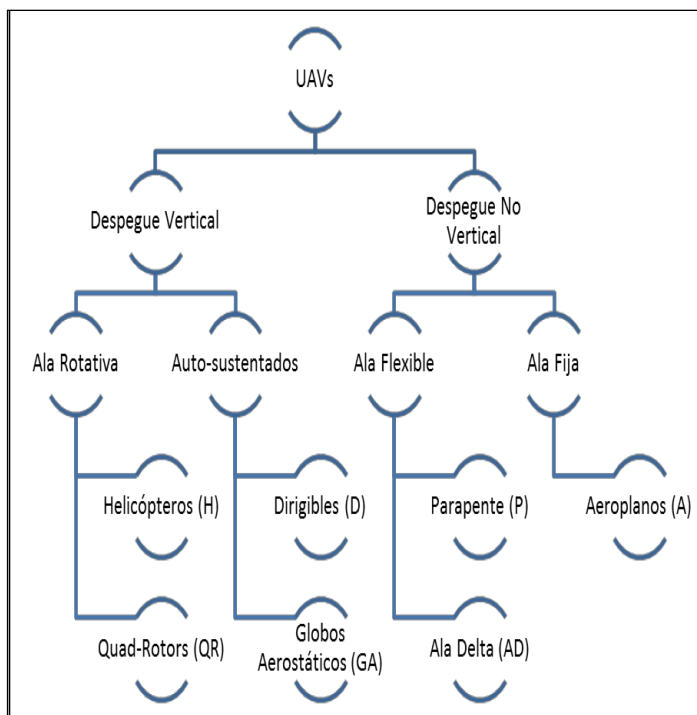 UAVs
Despegue Vertical
Despegue No
Vertical
Ala Rotativa
Auto-sustentados
Ala Flexible
Ala Fija
Helicópteros (H)
Dirigibles (D)
Parapente (P)
Aeroplanos (A)
Quad-Rotors (QR)
Globos
Aerostáticos (GA)
Ala Delta (AD)